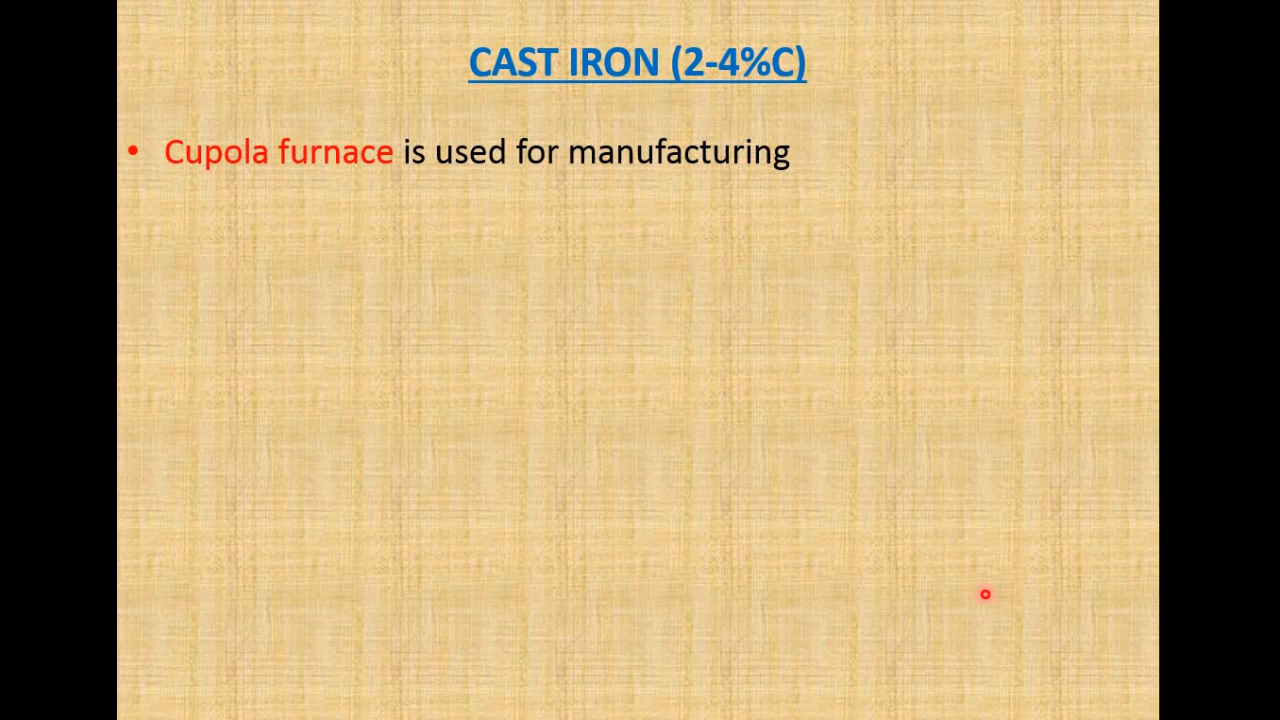 CAST IRON (2-4%C)
• Cupola furnace is used for manufacturing